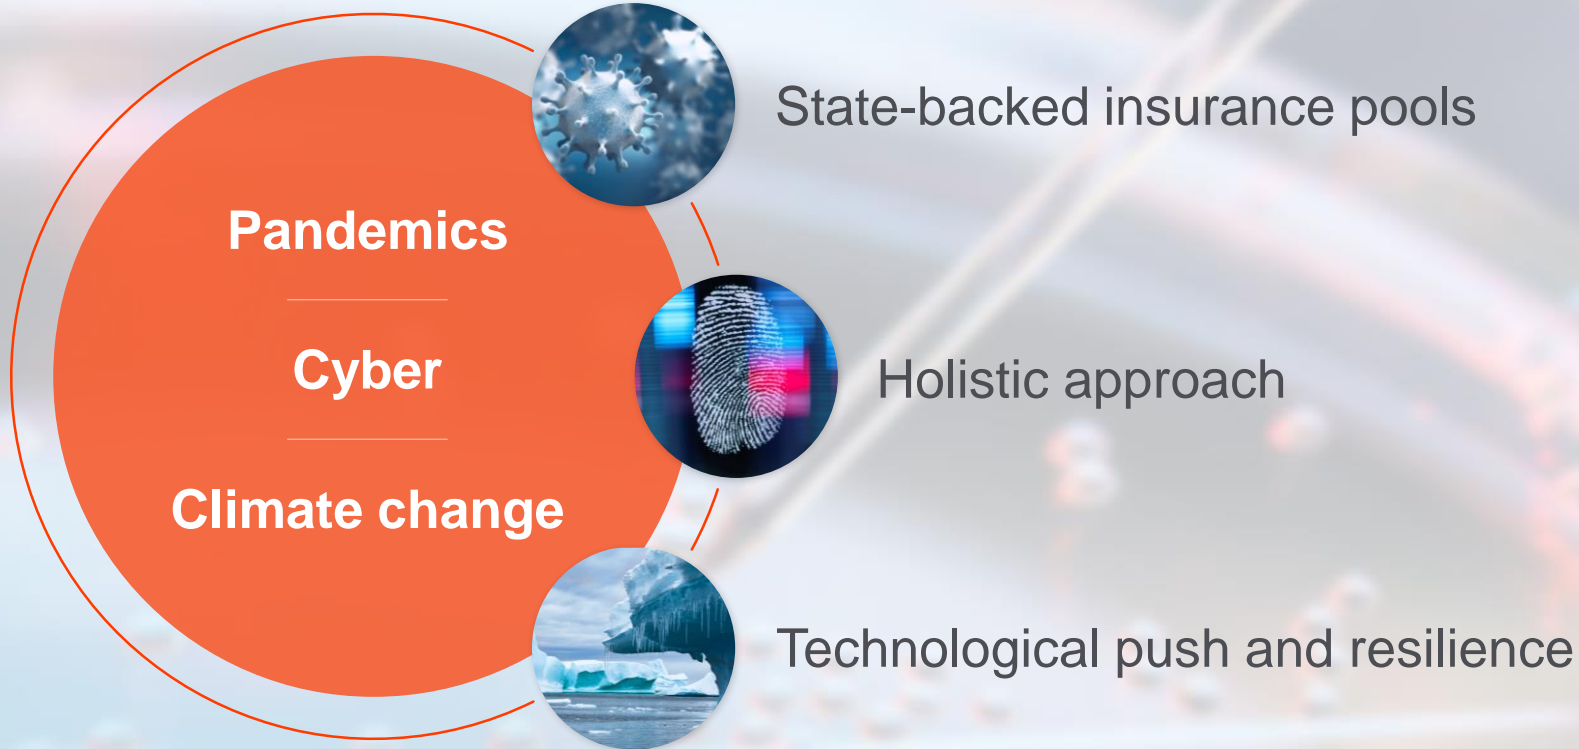 Pandemics
Cyber
Climate change
State-backed insurance pools
Holistic approach
Technological push and resilience